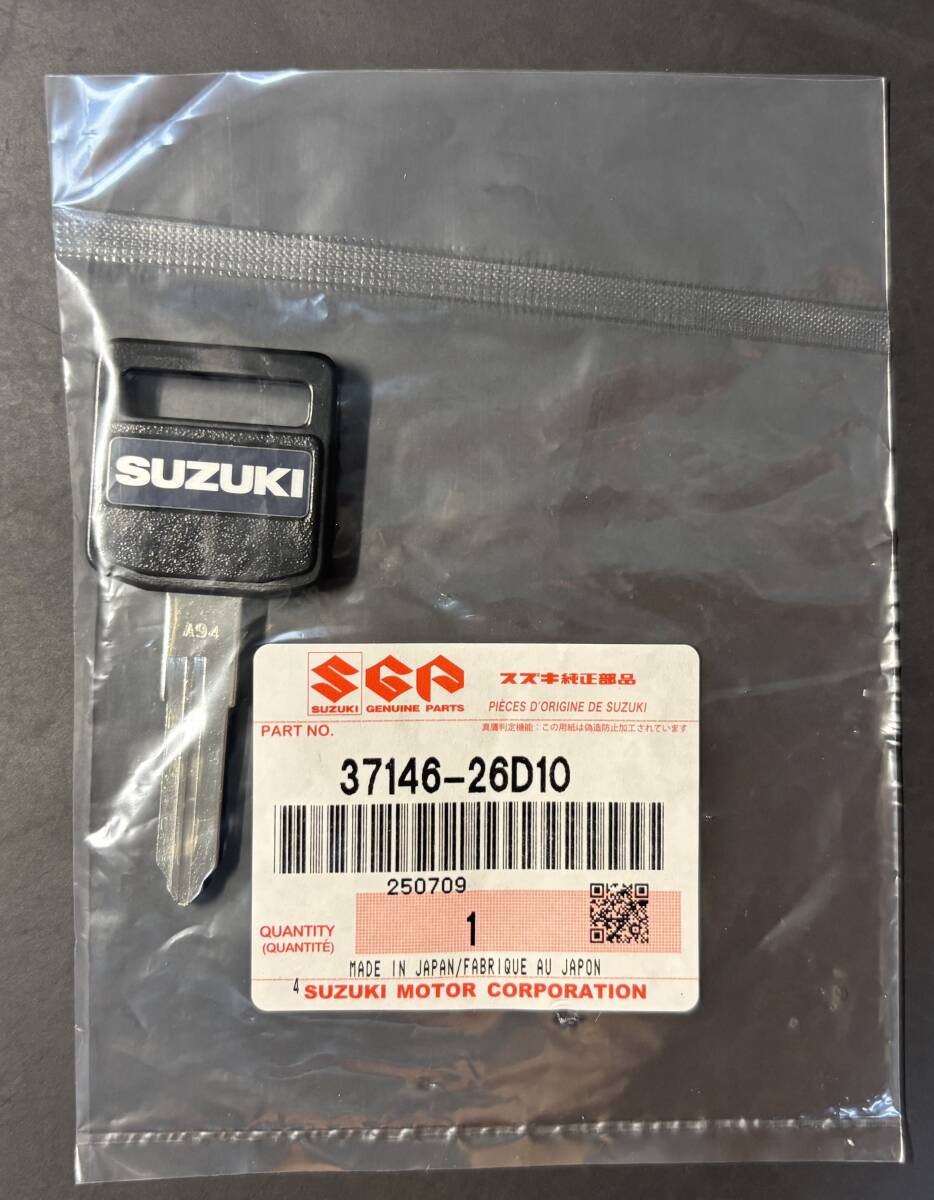 SUZUKI
A94
SGP
SUZUKI GENUINE PARTS
スズキ純正部品
PIÈCES D'ORIGINE DE SUZUKI
PART NO.
真贋判定機能：この用紙は偽造防止加工されています
37146-26D10
250709
QUANTITY
(QUANTITÉ)
1
MADE IN JAPAN/FABRIQUE AU JAPON
4 SUZUKI MOTOR CORPORATION